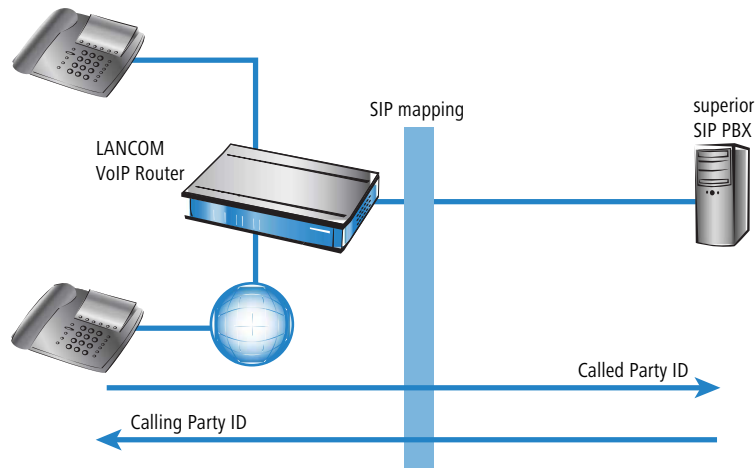 SIP mapping
superior
SIP PBX
LANCOM
VoIP Router
Called Party ID
Calling Party ID